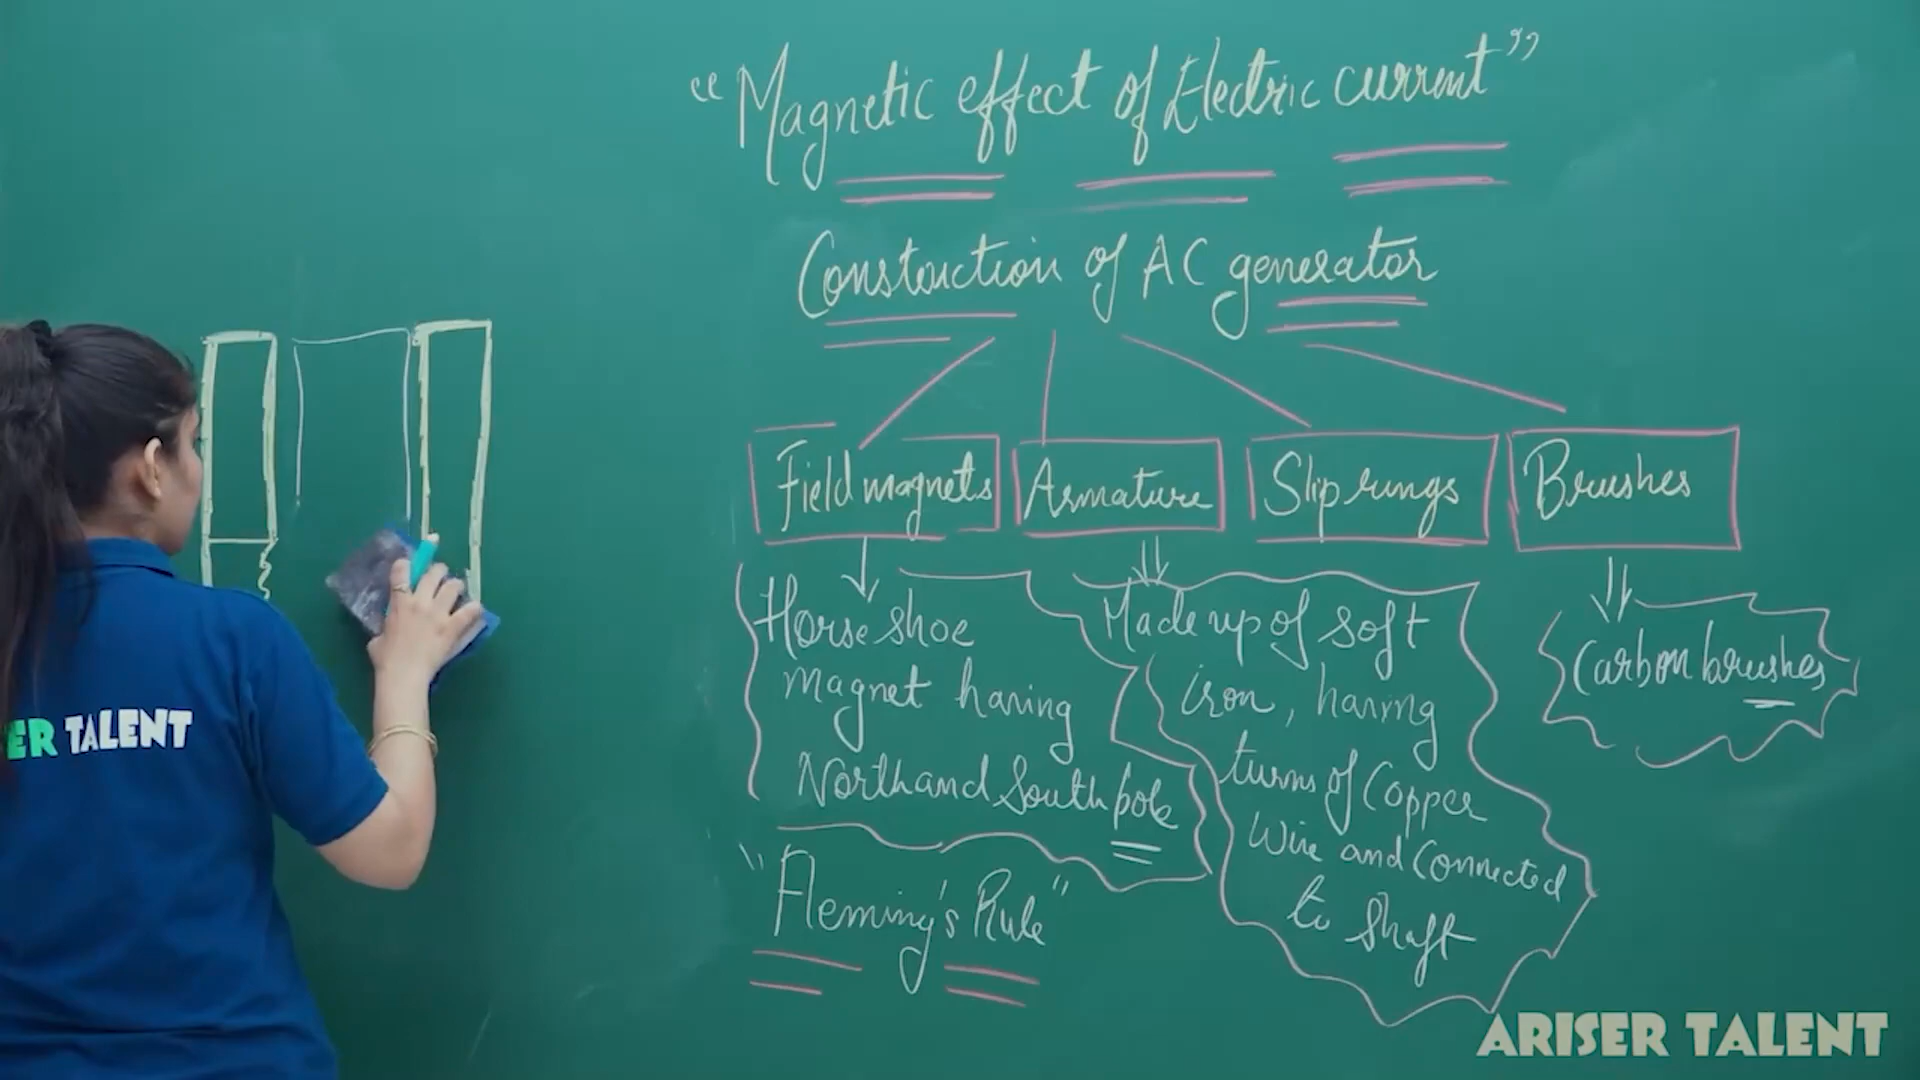 “Magnetic effect of Electric current”
Construction of AC generator
Field magnets
Armature
Slip rungs
Brushes
Horse shoe
magnet having
North and South pole
Made up of soft
iron, having
turns of Copper
Wire and Connected
to Shaft
Carbon brushes
"Fleming's Rule"
ER TALENT
ARISER TALENT